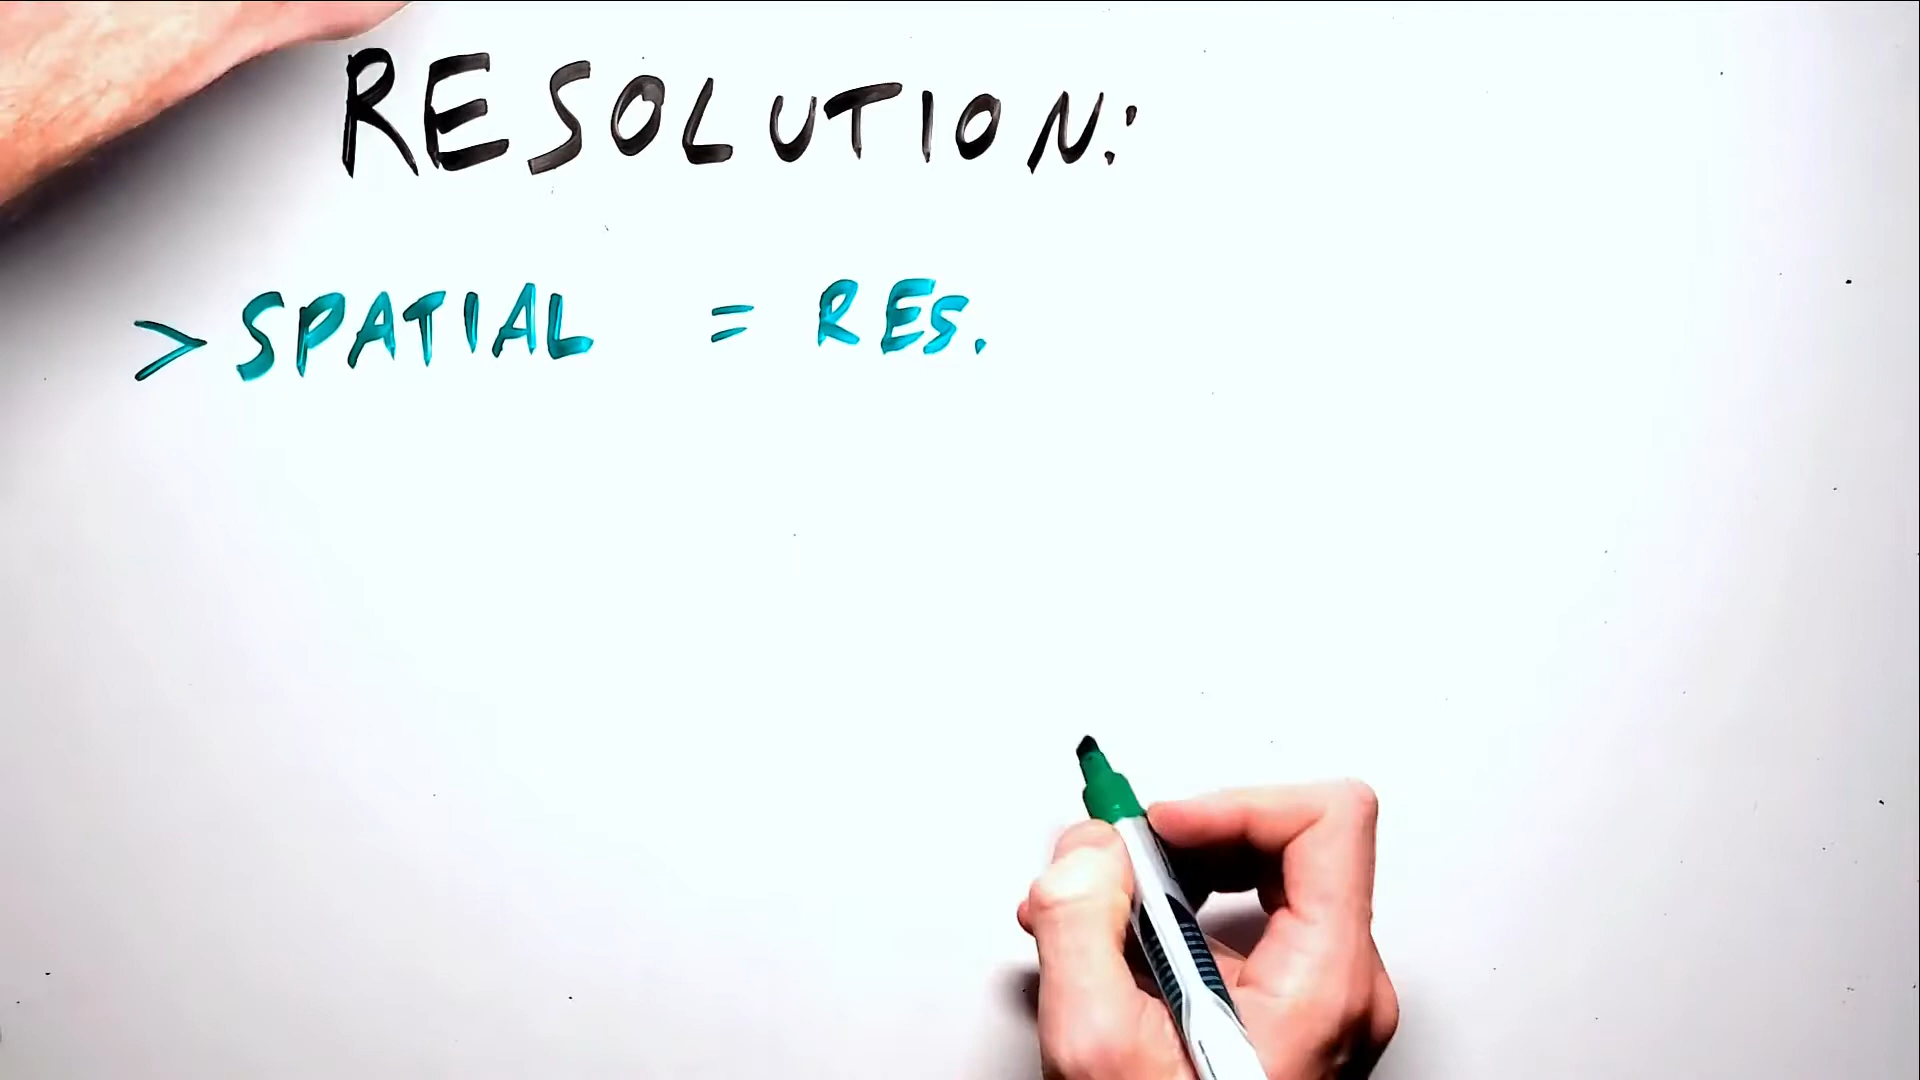 RESOLUTION:
> SPATIAL = RES.